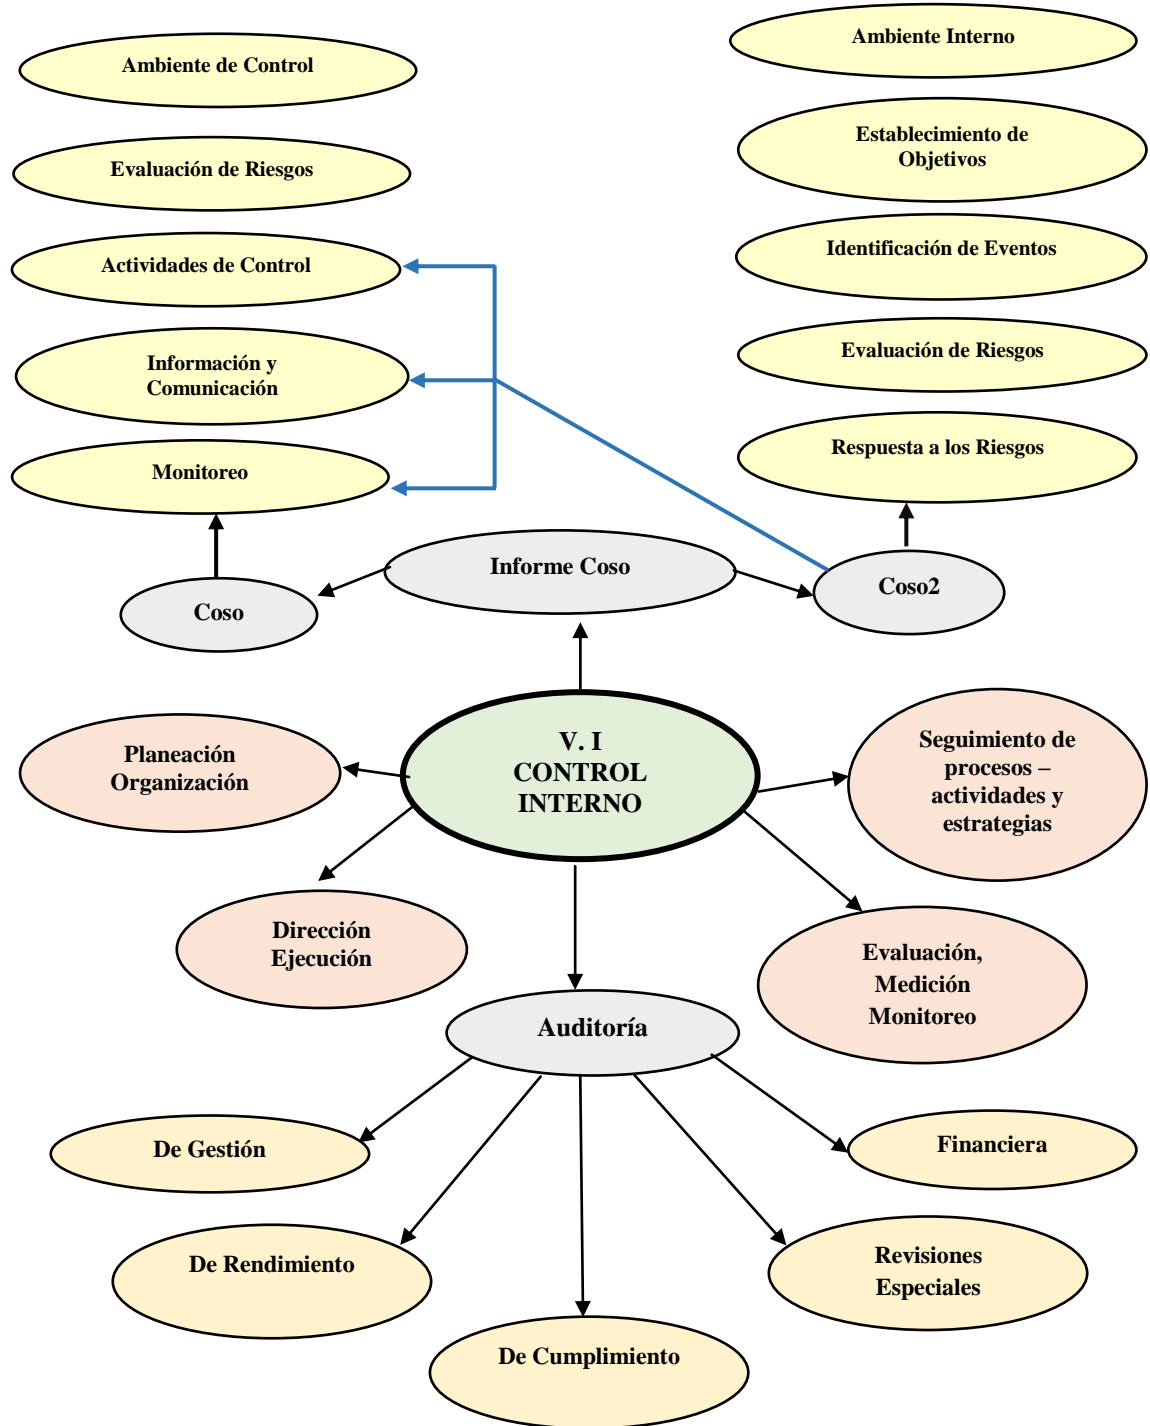 Ambiente de Control
Ambiente Interno
Evaluación de Riesgos
Establecimiento de
Objetivos
Actividades de Control
Identificación de Eventos
Información y
Comunicación
Evaluación de Riesgos
Monitoreo
Respuesta a los Riesgos
Informe Coso
Coso
Coso2
V. I
CONTROL
INTERNO
Planeación
Organización
Seguimiento de
procesos –
actividades y
estrategias
Dirección
Ejecución
Evaluación,
Medición
Monitoreo
Auditoría
De Gestión
Financiera
De Rendimiento
Revisiones
Especiales
De Cumplimiento